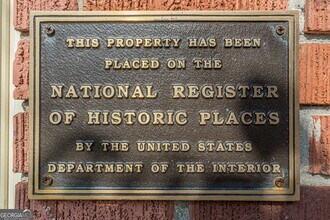 THIS PROPERTY HAS BEEN
PLACED ON THE
NATIONAL REGISTER
OF HISTORIC PLACES
BY THE UNITED STATES
DEPARTMENT OF THE INTERIOR
GEORGIA